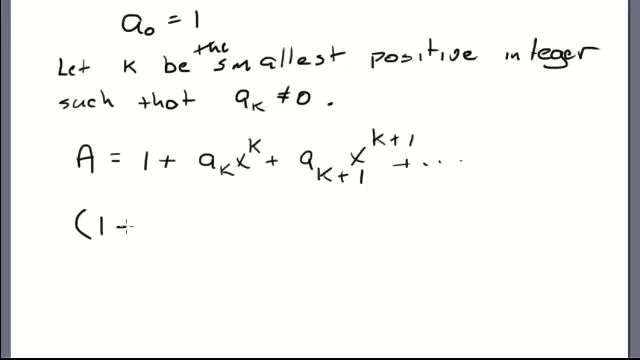 a₀ = 1
Let K be the smallest positive integer
such that a_K ≠ 0.
A = 1 + a_K x^K + a_{K+1} x^{K+1} + ...
(1 +